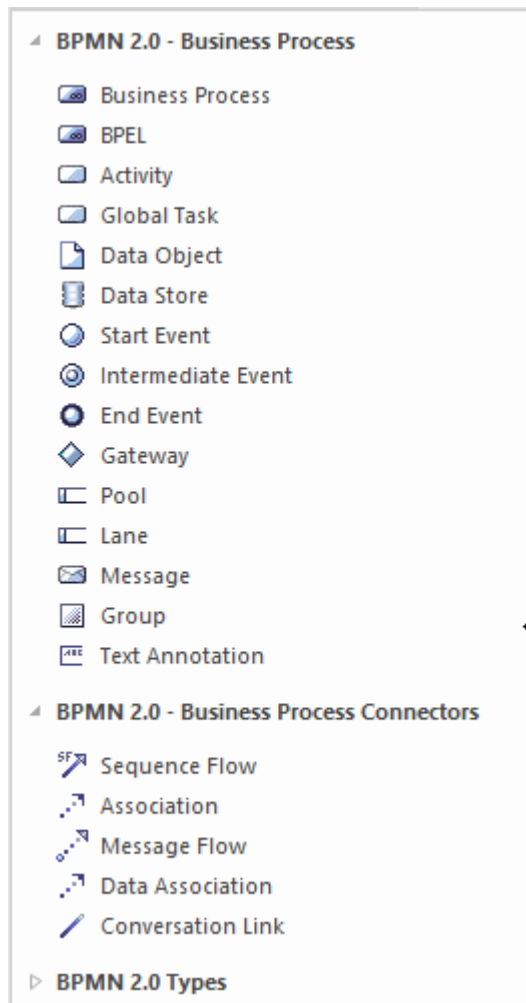 BPMN 2.0 - Business Process
Business Process
BPEL
Activity
Global Task
Data Object
Data Store
Start Event
Intermediate Event
End Event
Gateway
Pool
Lane
Message
Group
ABC Text Annotation
BPMN 2.0 - Business Process Connectors
SF Sequence Flow
Association
Message Flow
Data Association
Conversation Link
BPMN 2.0 Types